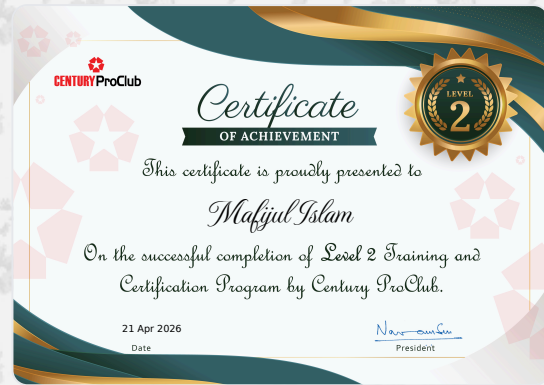 CENTURY ProClub
LEVEL
2
Certificate
OF ACHIEVEMENT
This certificate is proudly presented to
Mafijul Islam
On the successful completion of Level 2 Training and
Certification Program by Century ProClub.
21 Apr 2026
Date
President